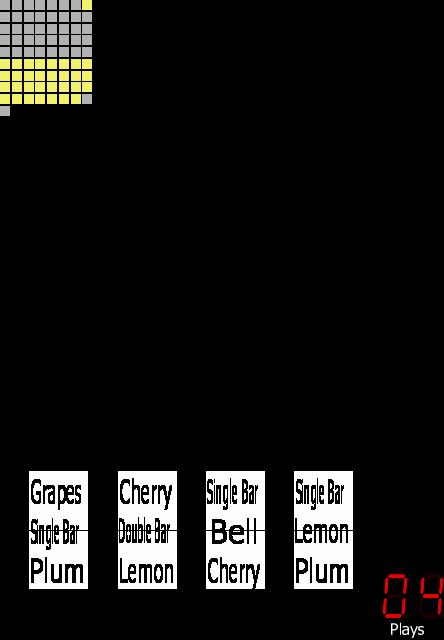 Grapes Cherry Single Bar Single Bar
Single Bar Double Bar Bell Lemon
Plum Lemon Cherry Plum
04
Plays